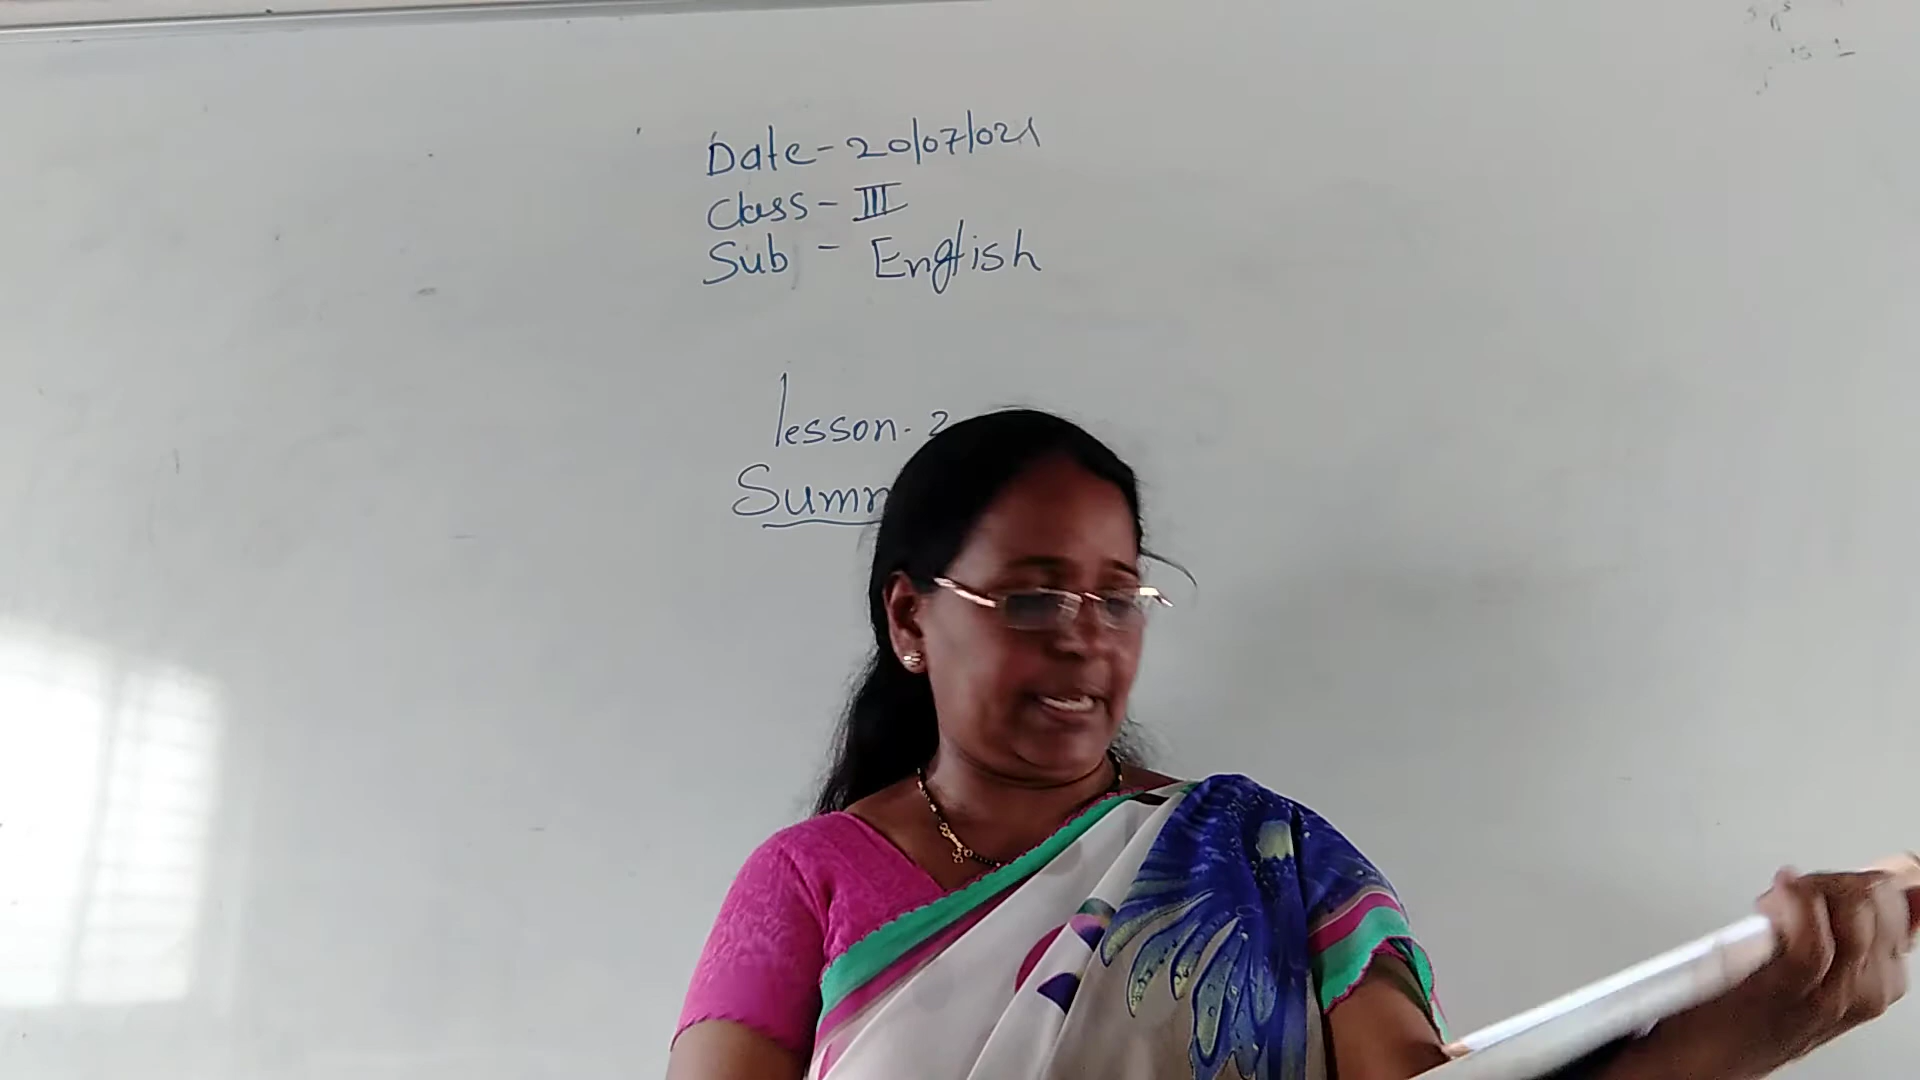 Date - 20/07/021
Class - III
Sub - English
lesson. 2